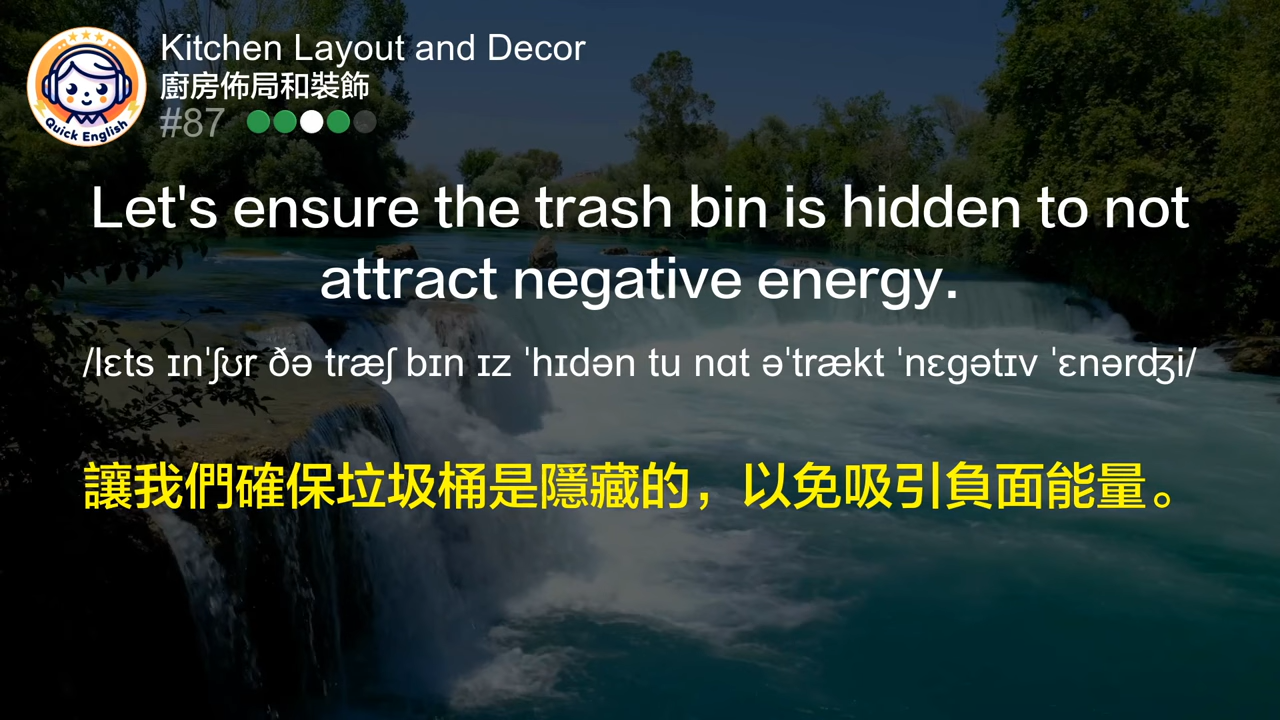 Quick English
Kitchen Layout and Decor
廚房佈局和裝飾
#87
Let's ensure the trash bin is hidden to not
attract negative energy.
/lɛts ɪnˈʃʊr ðə træʃ bɪn ɪz ˈhɪdən tu nɑt əˈtrækt ˈnɛgətɪv ˈɛnərʤi/
讓我們確保垃圾桶是隱藏的，以免吸引負面能量。